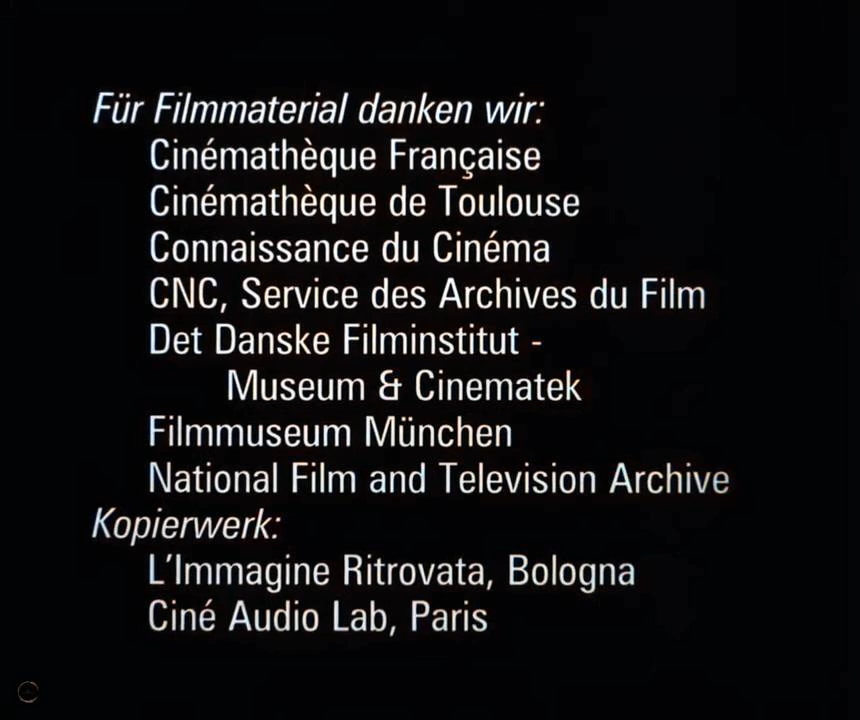 Für Filmmaterial danken wir:
Cinémathèque Française
Cinémathèque de Toulouse
Connaissance du Cinéma
CNC, Service des Archives du Film
Det Danske Filminstitut -
Museum & Cinematek
Filmmuseum München
National Film and Television Archive
Kopierwerk:
L'Immagine Ritrovata, Bologna
Ciné Audio Lab, Paris